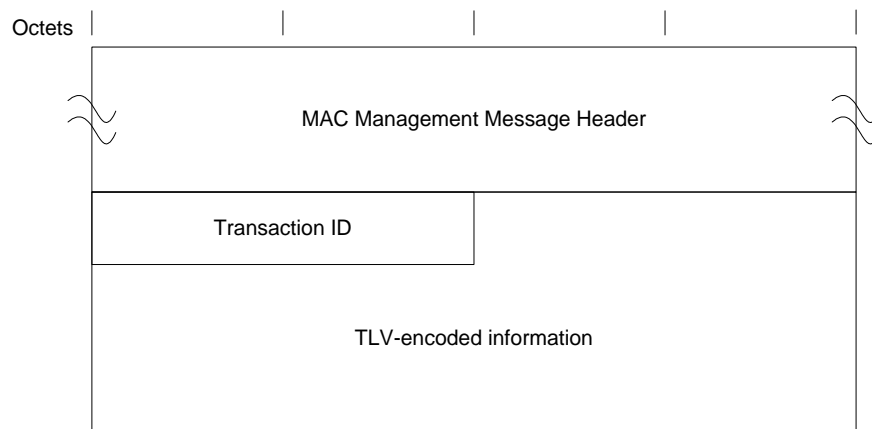 Octets
MAC Management Message Header
Transaction ID
TLV-encoded information